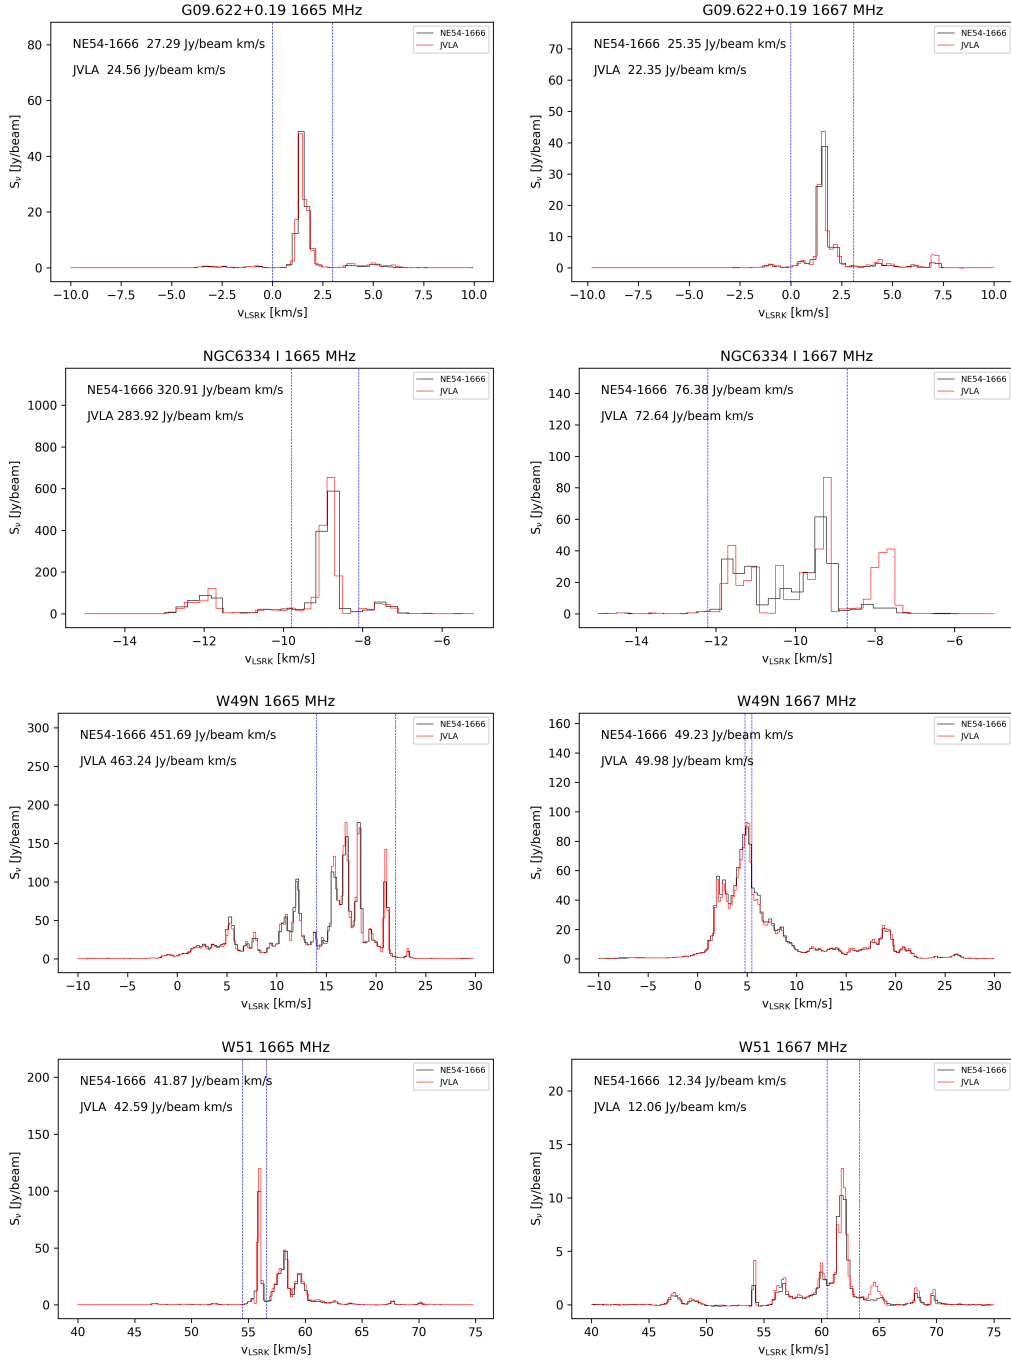 G09.622+0.19 1665 MHz
NE54-1666 27.29 Jy/beam km/s
JVLA 24.56 Jy/beam km/s
NE54-1666
JVLA
80
60
40
20
0
Sν [Jy/beam]
−10.0 −7.5 −5.0 −2.5 0.0 2.5 5.0 7.5 10.0
vLSRK [km/s]
G09.622+0.19 1667 MHz
NE54-1666 25.35 Jy/beam km/s
JVLA 22.35 Jy/beam km/s
NE54-1666
JVLA
70
60
50
40
30
20
10
0
Sν [Jy/beam]
−10.0 −7.5 −5.0 −2.5 0.0 2.5 5.0 7.5 10.0
vLSRK [km/s]
NGC6334 I 1665 MHz
NE54-1666 320.91 Jy/beam km/s
JVLA 283.92 Jy/beam km/s
NE54-1666
JVLA
1000
800
600
400
200
0
Sν [Jy/beam]
−14 −12 −10 −8 −6
vLSRK [km/s]
NGC6334 I 1667 MHz
NE54-1666 76.38 Jy/beam km/s
JVLA 72.64 Jy/beam km/s
NE54-1666
JVLA
140
120
100
80
60
40
20
0
Sν [Jy/beam]
−14 −12 −10 −8 −6
vLSRK [km/s]
W49N 1665 MHz
NE54-1666 451.69 Jy/beam km/s
JVLA 463.24 Jy/beam km/s
NE54-1666
JVLA
300
250
200
150
100
50
0
Sν [Jy/beam]
−10 −5 0 5 10 15 20 25 30
vLSRK [km/s]
W49N 1667 MHz
NE54-1666 49.23 Jy/beam km/s
JVLA 49.98 Jy/beam km/s
NE54-1666
JVLA
160
140
120
100
80
60
40
20
0
Sν [Jy/beam]
−10 −5 0 5 10 15 20 25 30
vLSRK [km/s]
W51 1665 MHz
NE54-1666 41.87 Jy/beam km/s
JVLA 42.59 Jy/beam km/s
NE54-1666
JVLA
200
150
100
50
0
Sν [Jy/beam]
40 45 50 55 60 65 70 75
vLSRK [km/s]
W51 1667 MHz
NE54-1666 12.34 Jy/beam km/s
JVLA 12.06 Jy/beam km/s
NE54-1666
JVLA
20
15
10
5
0
Sν [Jy/beam]
40 45 50 55 60 65 70 75
vLSRK [km/s]